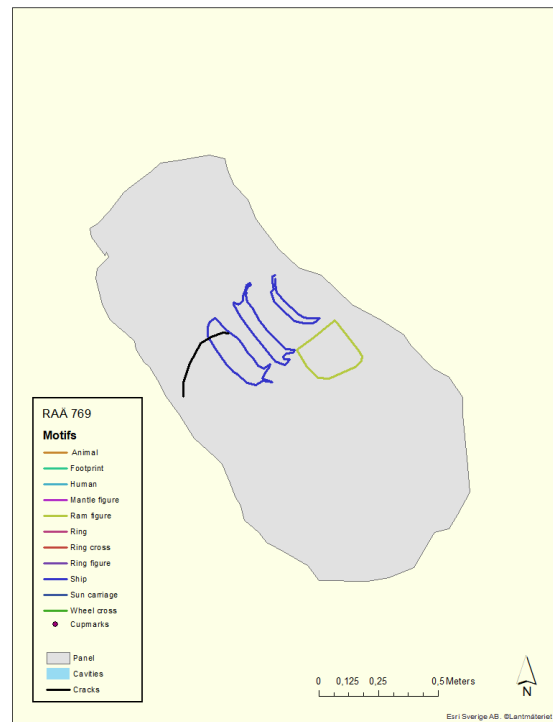 RAÄ 769
Motifs
Animal
Footprint
Human
Mantle figure
Ram figure
Ring
Ring cross
Ring figure
Ship
Sun carriage
Wheel cross
Cupmarks
Panel
Cavities
Cracks
0 0,125 0,25 0,5 Meters
N
Esri Sverige AB. ©Lantmäteriet